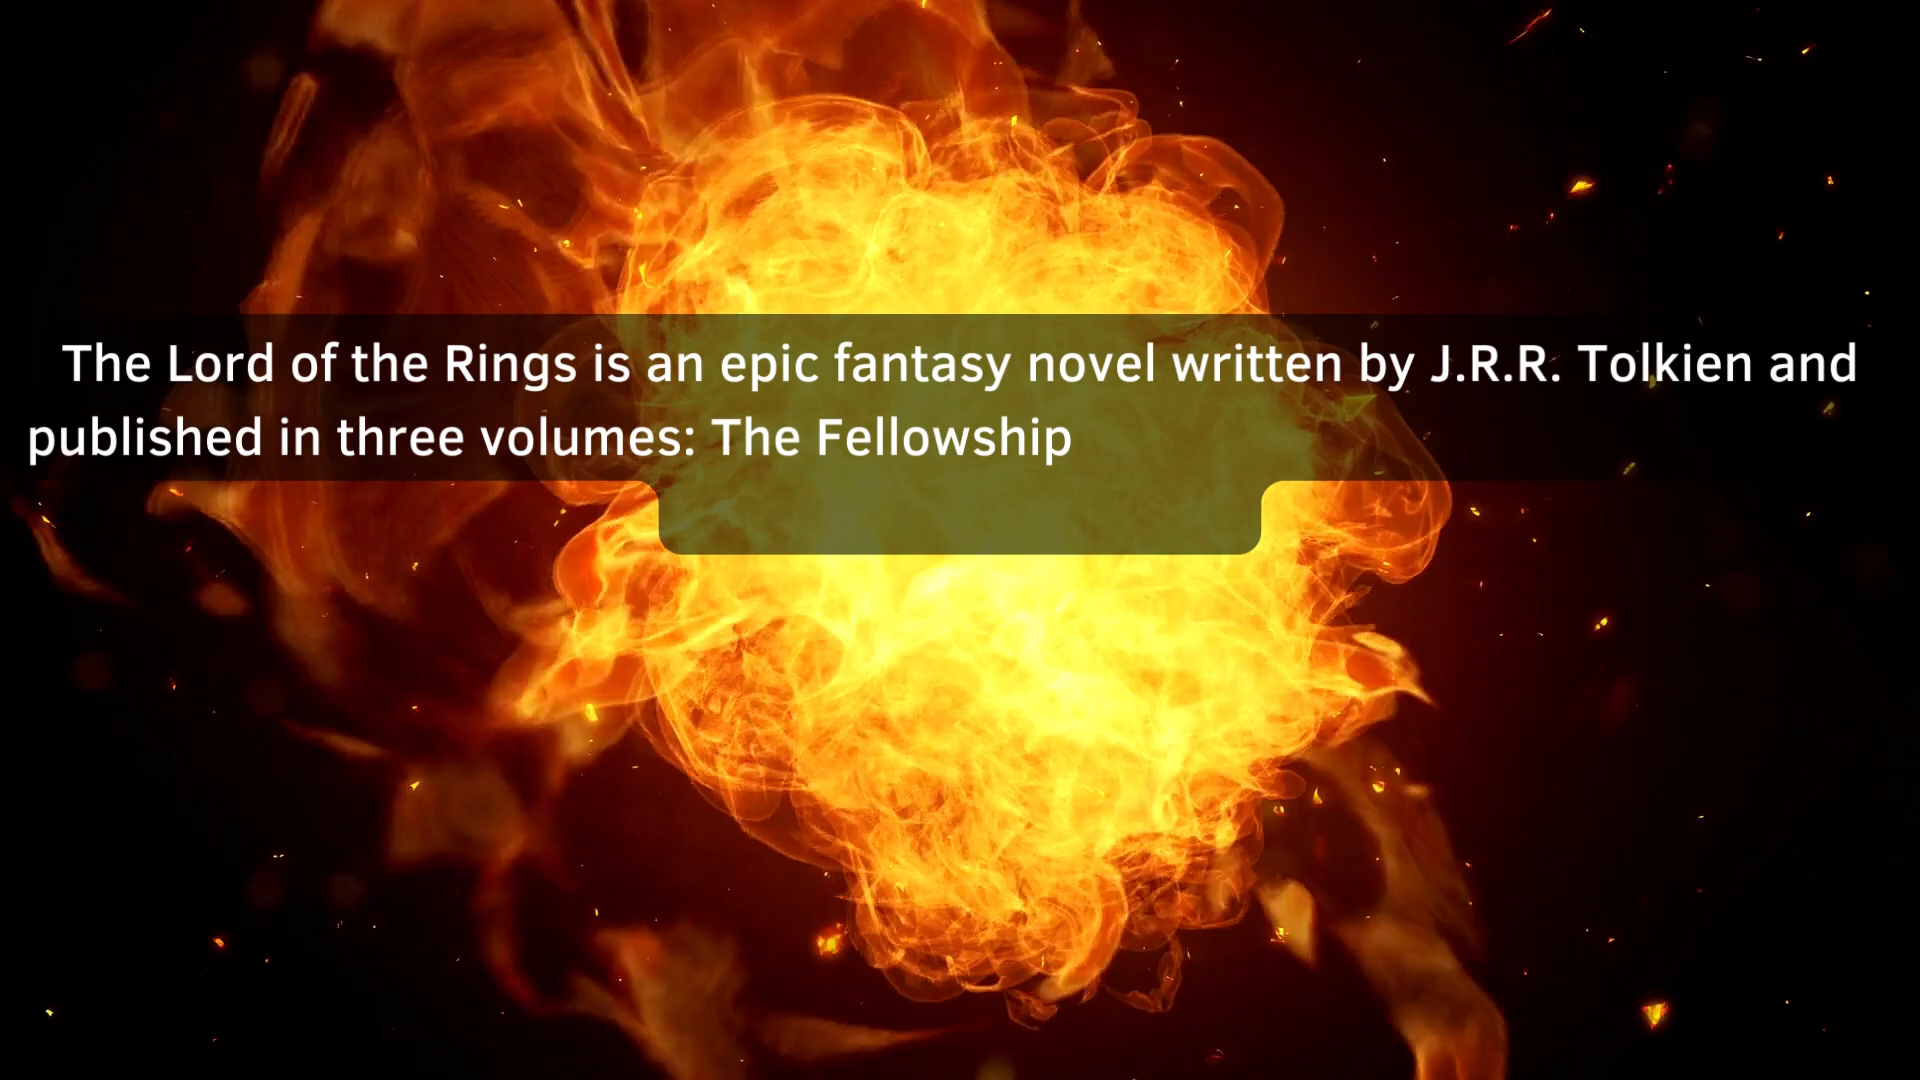 The Lord of the Rings is an epic fantasy novel written by J.R.R. Tolkien and
published in three volumes: The Fellowship